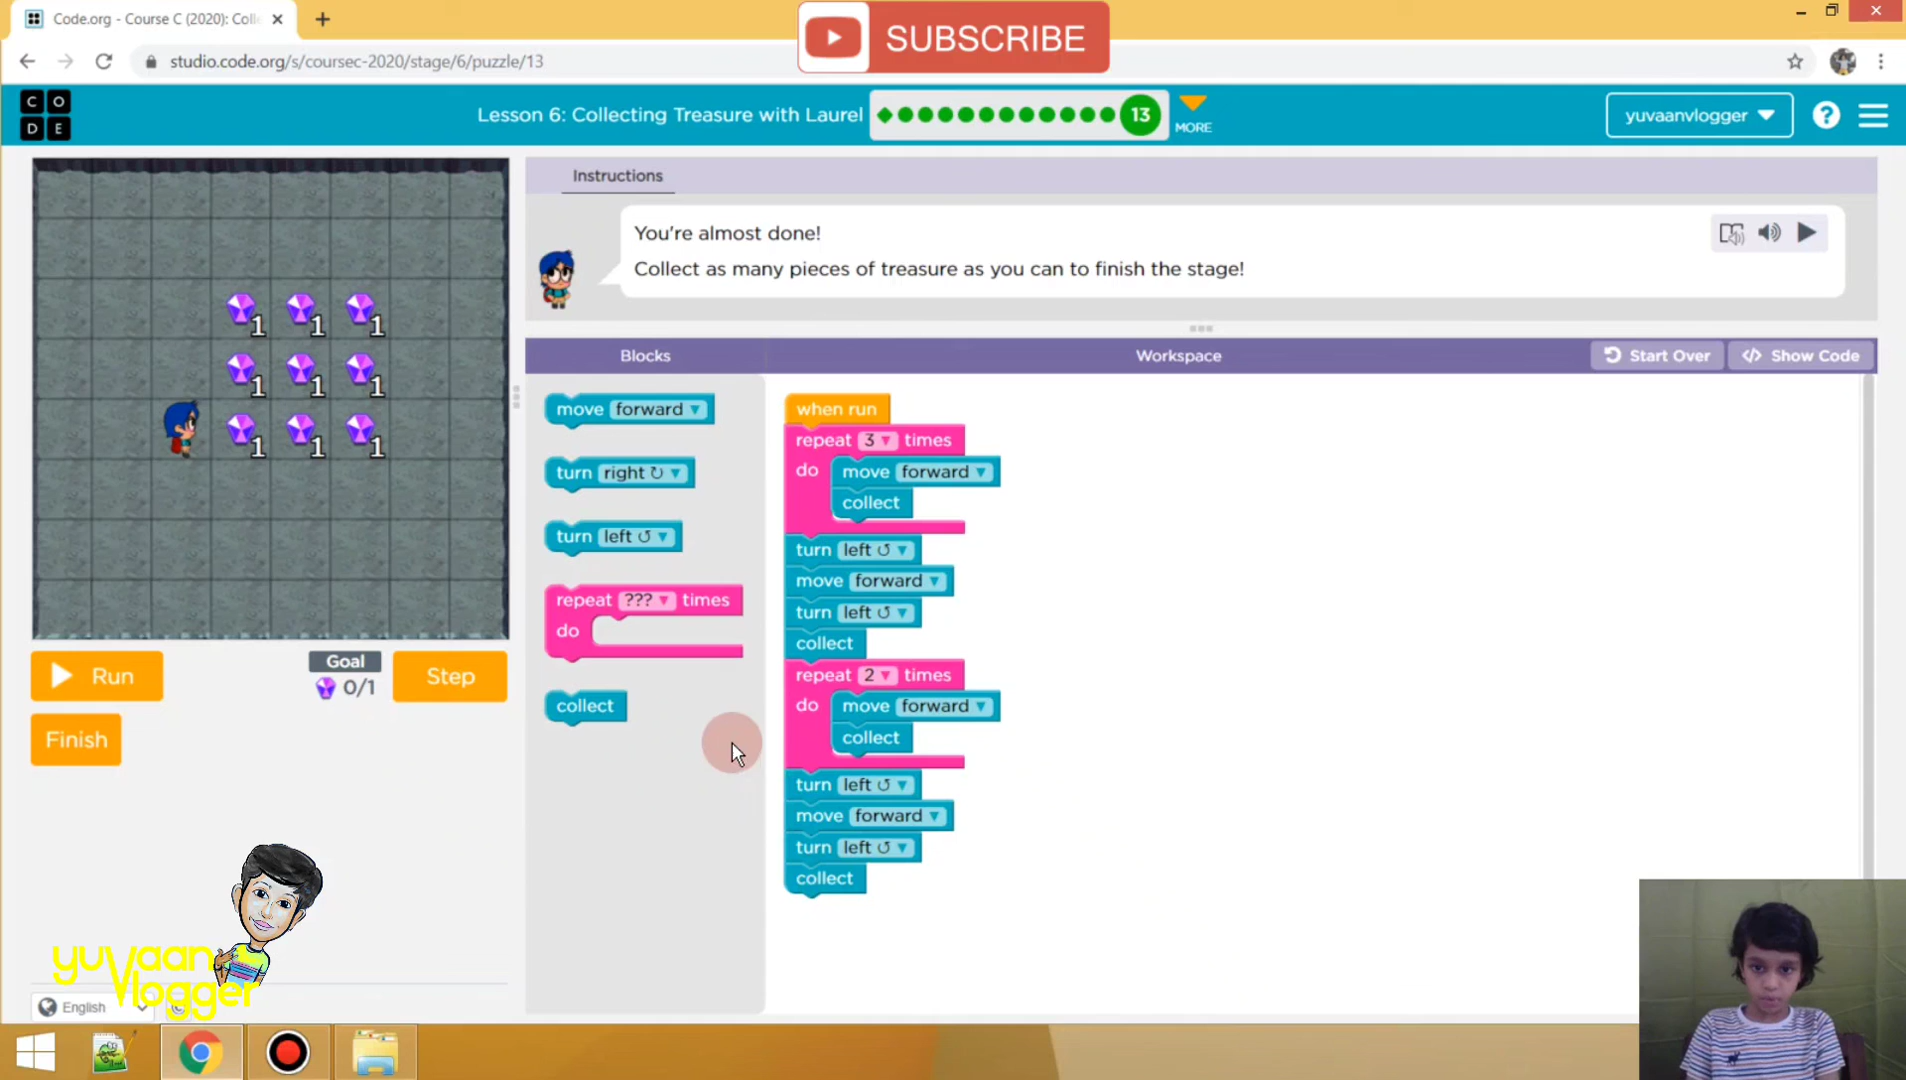 Code.org - Course C (2020): Colle
SUBSCRIBE
studio.code.org/s/coursec-2020/stage/6/puzzle/13
CO
DE
Lesson 6: Collecting Treasure with Laurel
13
MORE
yuvaanvlogger
?
Instructions
You're almost done!
Collect as many pieces of treasure as you can to finish the stage!
1 1 1
1 1 1
1 1 1
Blocks
Workspace
Start Over
Show Code
move forward
turn right
turn left
repeat ??? times
do
collect
when run
repeat 3 times
do move forward
collect
turn left
move forward
turn left
collect
repeat 2 times
do move forward
collect
turn left
move forward
turn left
collect
Run
Goal
0/1
Step
Finish
yuvaan
Vlogger
English